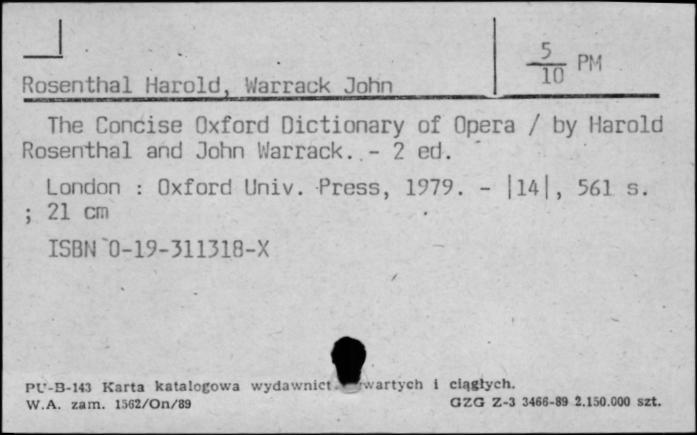 5/10 PM
Rosenthal Harold, Warrack John
The Concise Oxford Dictionary of Opera / by Harold
Rosenthal and John Warrack. - 2 ed.
London : Oxford Univ. Press, 1979. - |14|, 561 s.
; 21 cm
ISBN 0-19-311318-X
PU-B-143 Karta katalogowa wydawnict wartych i ciągłych.
W.A. zam. 1562/On/89 GZG Z-3 3466-89 2.150.000 szt.